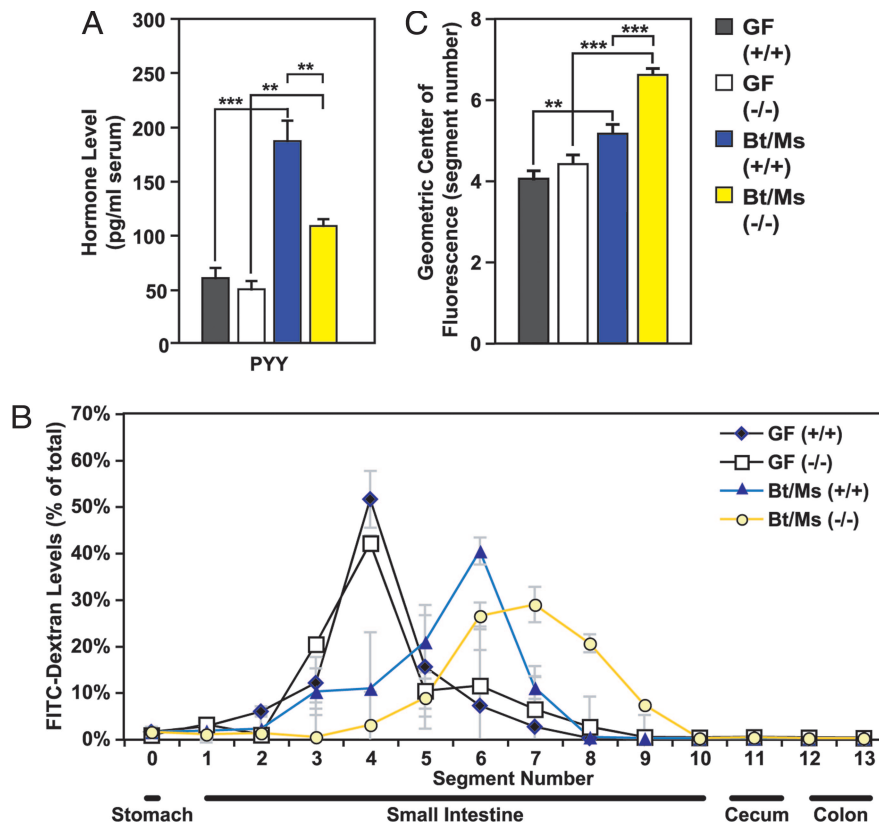 A
Hormone Level
(pg/ml serum)
300
250
200
150
100
50
0
***
**
**
PYY
C
Geometric Center of
Fluorescence (segment number)
8
6
4
2
0
**
***
***
GF
(+/+)
GF
(-/-)
Bt/Ms
(+/+)
Bt/Ms
(-/-)
B
FITC-Dextran Levels (% of total)
70%
60%
50%
40%
30%
20%
10%
0%
GF (+/+)
GF (-/-)
Bt/Ms (+/+)
Bt/Ms (-/-)
0 1 2 3 4 5 6 7 8 9 10 11 12 13
Segment Number
Stomach Small Intestine Cecum Colon